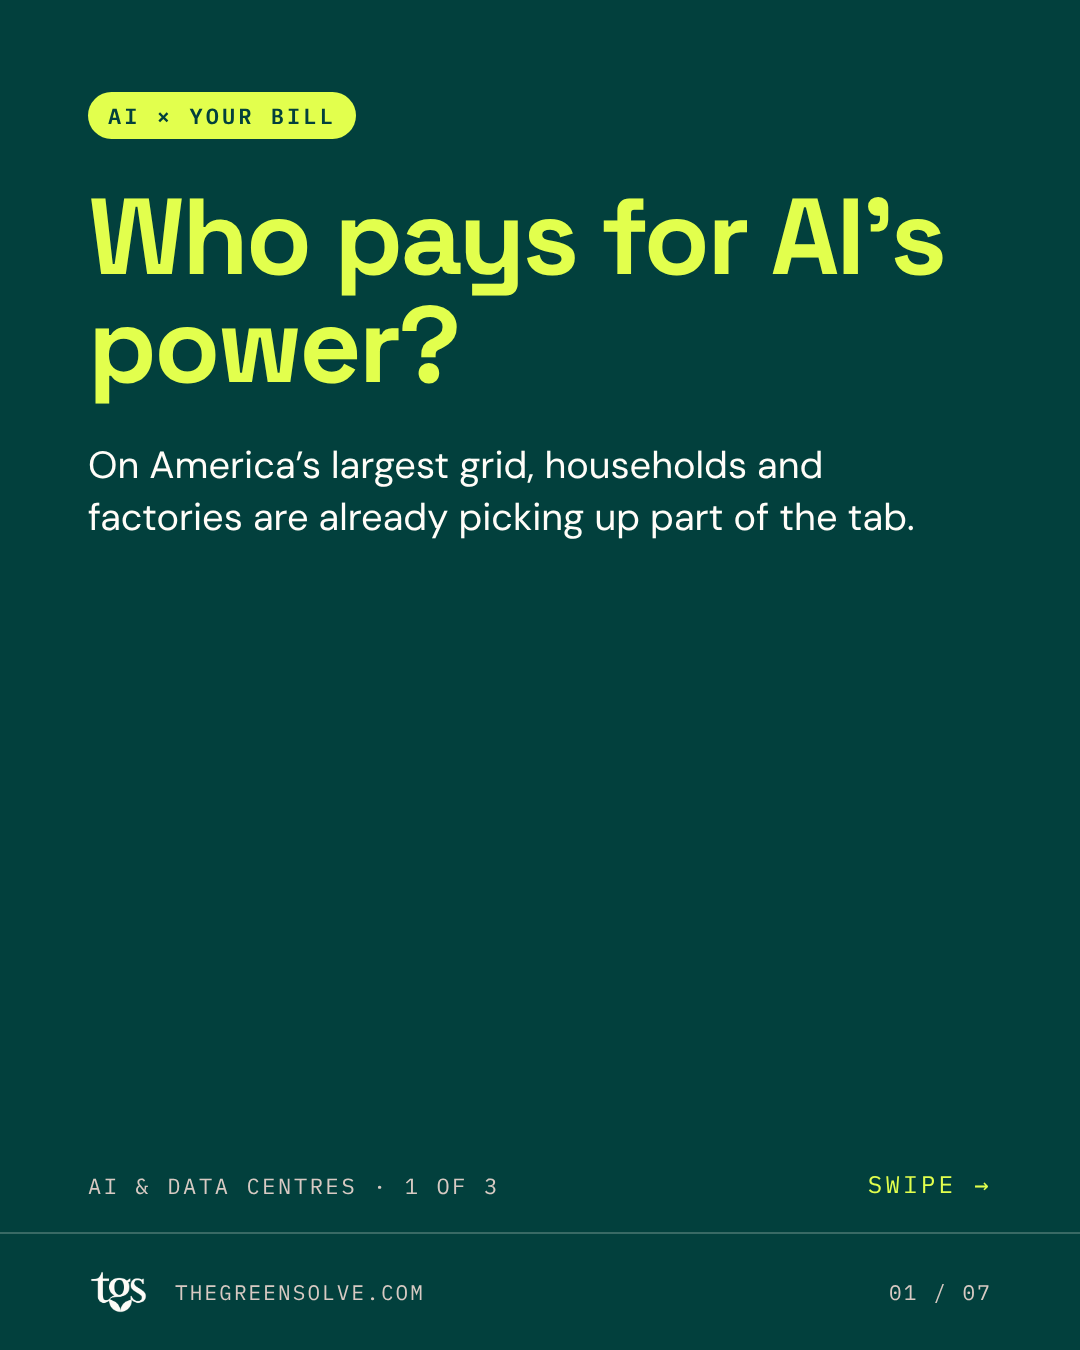 AI × YOUR BILL
Who pays for AI’s
power?
On America’s largest grid, households and
factories are already picking up part of the tab.
AI & DATA CENTRES · 1 OF 3
SWIPE →
tgs
THEGREENSOLVE.COM
01 / 07